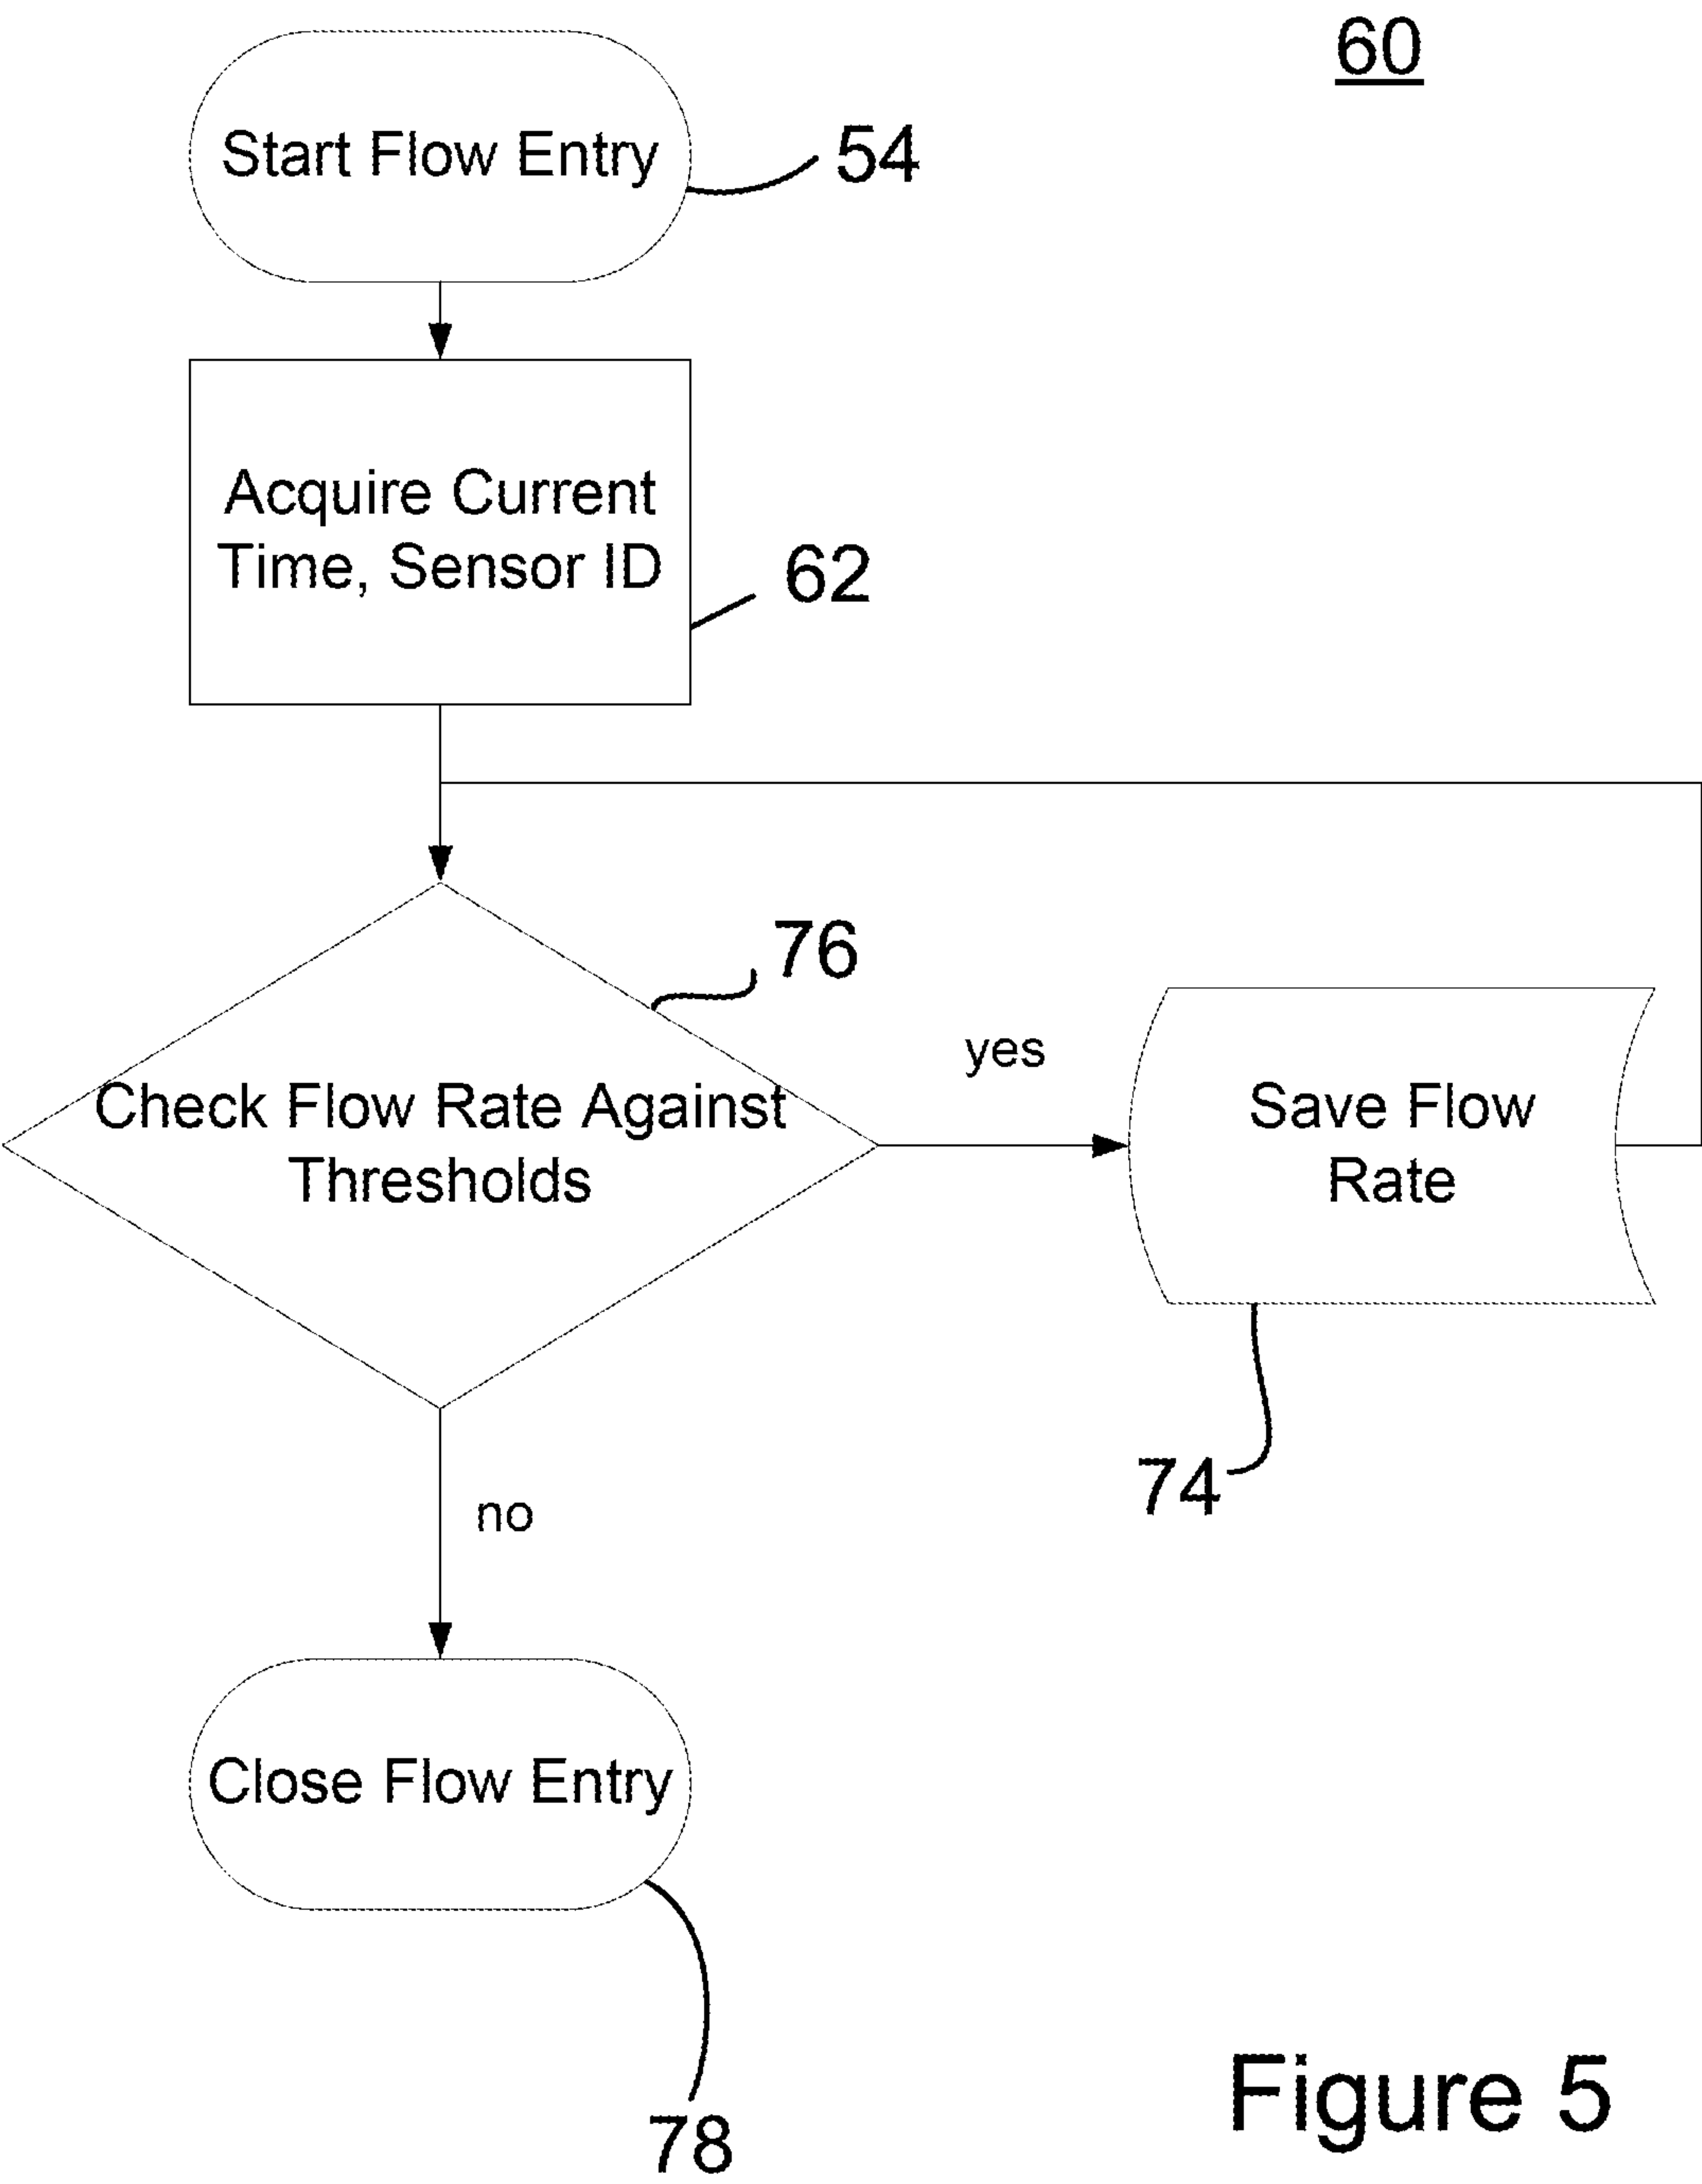 60
Start Flow Entry
54
Acquire Current
Time, Sensor ID
62
76
Check Flow Rate Against
Thresholds
yes
Save Flow
Rate
74
no
Close Flow Entry
78
Figure 5